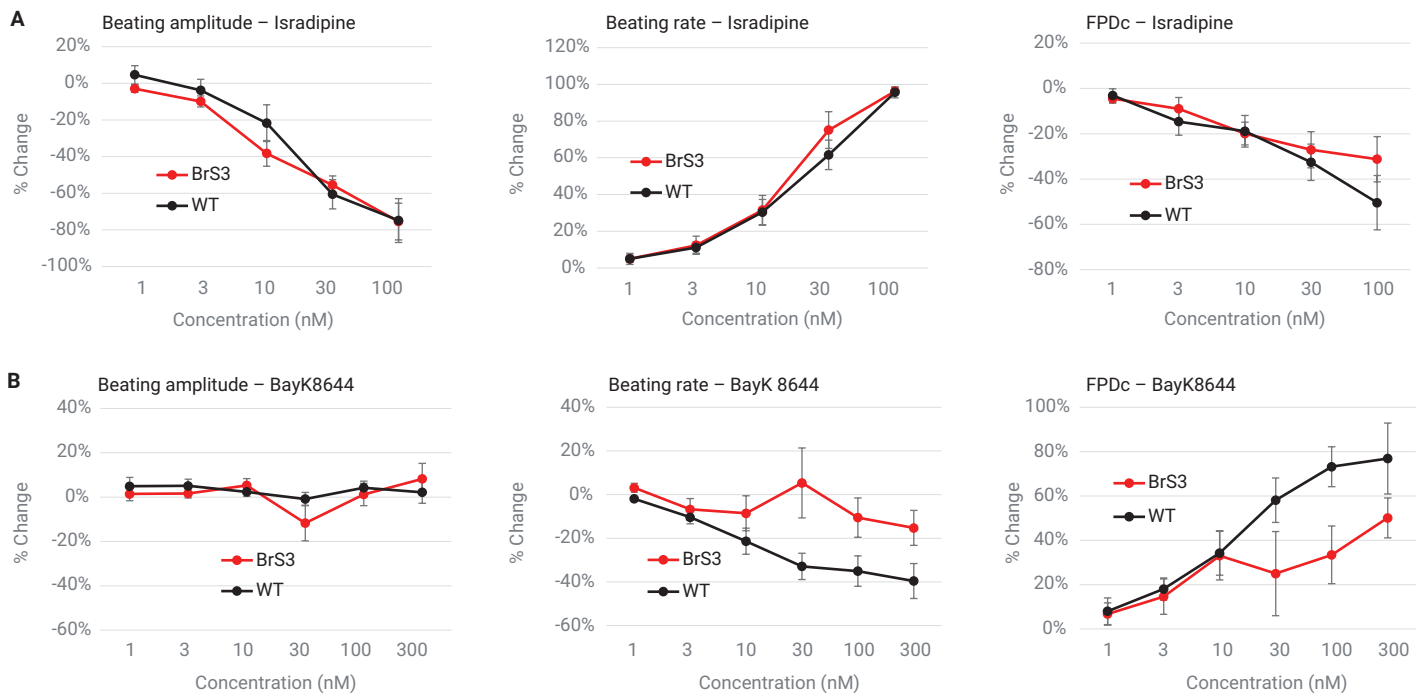 A
Beating amplitude – Isradipine
20%
0%
-20%
-40%
-60%
-80%
-100%
% Change
BrS3
WT
1 3 10 30 100
Concentration (nM)
Beating rate – Isradipine
120%
100%
80%
60%
40%
20%
0%
% Change
BrS3
WT
1 3 10 30 100
Concentration (nM)
FPDc – Isradipine
20%
0%
-20%
-40%
-60%
-80%
% Change
BrS3
WT
1 3 10 30 100
Concentration (nM)
B
Beating amplitude – BayK8644
40%
20%
0%
-20%
-40%
-60%
% Change
BrS3
WT
1 3 10 30 100 300
Concentration (nM)
Beating rate – BayK 8644
40%
20%
0%
-20%
-40%
-60%
% Change
BrS3
WT
1 3 10 30 100 300
Concentration (nM)
FPDc – BayK8644
100%
80%
60%
40%
20%
0%
% Change
BrS3
WT
1 3 10 30 100 300
Concentration (nM)